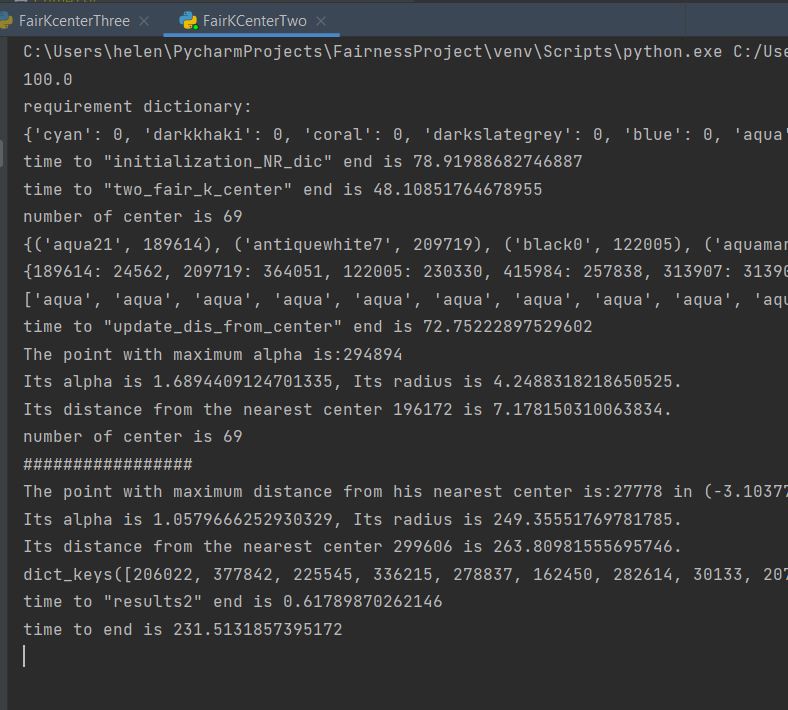 FairKcenterThree × FairKCenterTwo ×
C:\Users\helen\PycharmProjects\FairnessProject\venv\Scripts\python.exe C:/Use
100.0
requirement dictionary:
{'cyan': 0, 'darkkhaki': 0, 'coral': 0, 'darkslategrey': 0, 'blue': 0, 'aqua'
time to "initialization_NR_dic" end is 78.91988682746887
time to "two_fair_k_center" end is 48.10851764678955
number of center is 69
{('aqua21', 189614), ('antiquewhite7', 209719), ('black0', 122005), ('aquamar
{189614: 24562, 209719: 364051, 122005: 230330, 415984: 257838, 313907: 31390
['aqua', 'aqua', 'aqua', 'aqua', 'aqua', 'aqua', 'aqua', 'aqua', 'aqua', 'aqu
time to "update_dis_from_center" end is 72.75222897529602
The point with maximum alpha is:294894
Its alpha is 1.6894409124701335, Its radius is 4.2488318218650525.
Its distance from the nearest center 196172 is 7.178150310063834.
number of center is 69
#################
The point with maximum distance from his nearest center is:27778 in (-3.10377
Its alpha is 1.0579666252930329, Its radius is 249.35551769781785.
Its distance from the nearest center 299606 is 263.80981555695746.
dict_keys([206022, 377842, 225545, 336215, 278837, 162450, 282614, 30133, 207
time to "results2" end is 0.61789870262146
time to end is 231.5131857395172